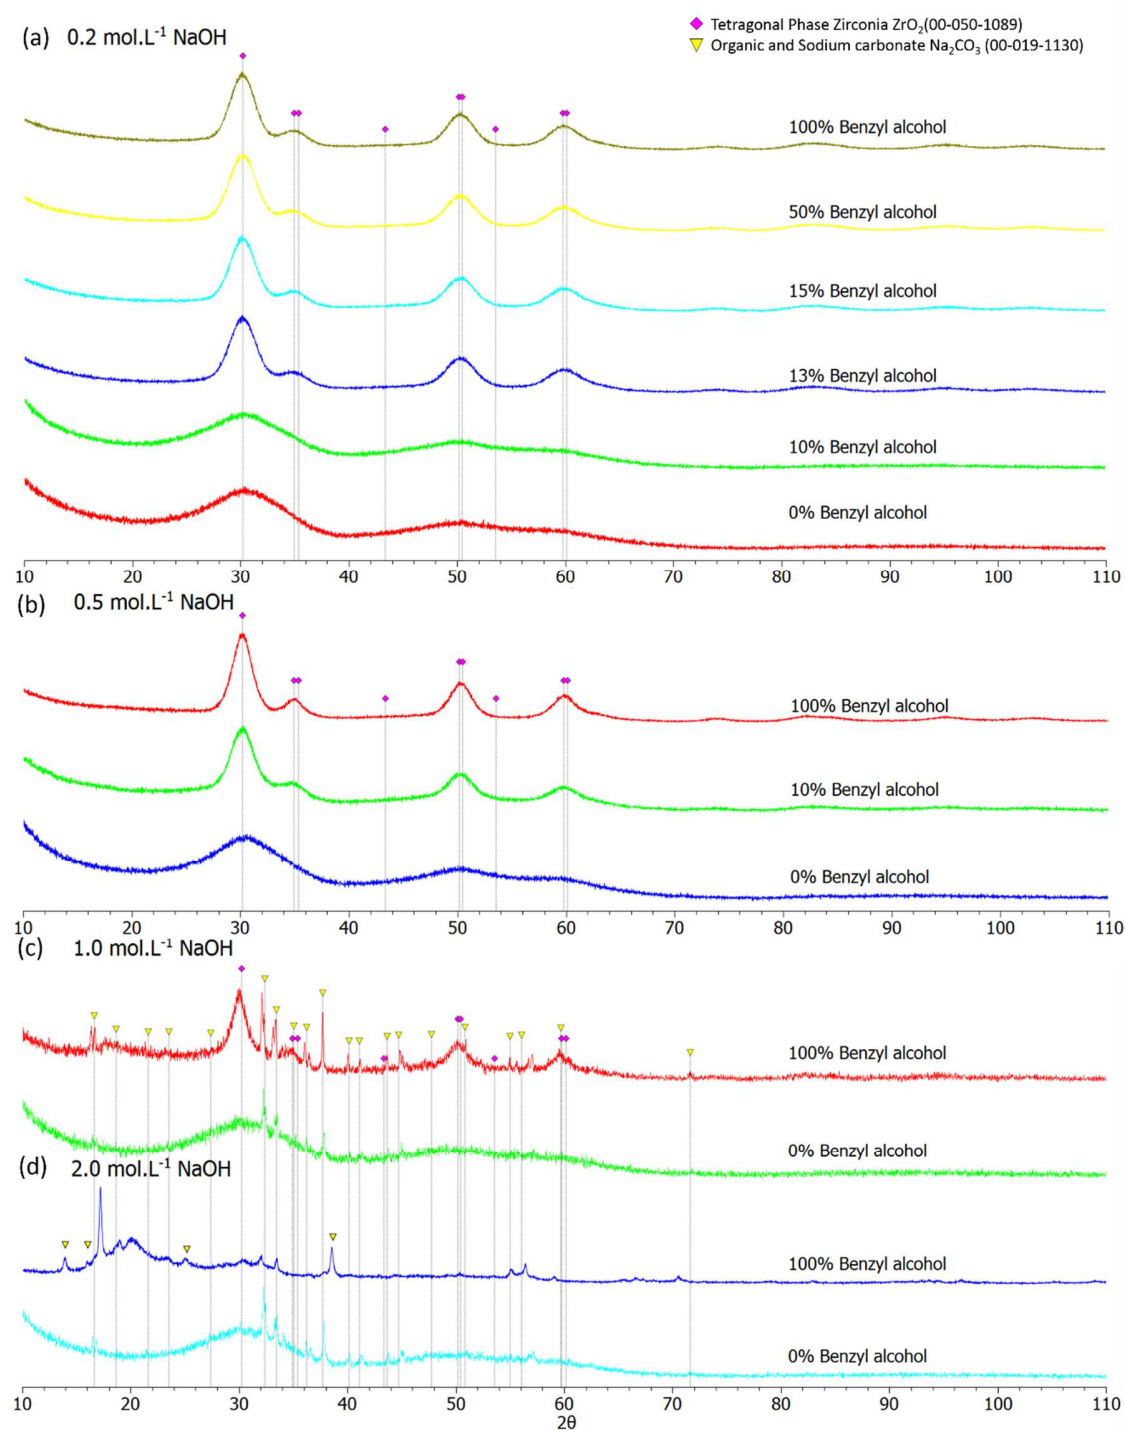 (a) 0.2 mol.L⁻¹ NaOH
Tetragonal Phase Zirconia ZrO₂(00-050-1089)
Organic and Sodium carbonate Na₂CO₃ (00-019-1130)
100% Benzyl alcohol
50% Benzyl alcohol
15% Benzyl alcohol
13% Benzyl alcohol
10% Benzyl alcohol
0% Benzyl alcohol
10 20 30 40 50 60 70 80 90 100 110
(b) 0.5 mol.L⁻¹ NaOH
100% Benzyl alcohol
10% Benzyl alcohol
0% Benzyl alcohol
10 20 30 40 50 60 70 80 90 100 110
(c) 1.0 mol.L⁻¹ NaOH
100% Benzyl alcohol
0% Benzyl alcohol
(d) 2.0 mol.L⁻¹ NaOH
100% Benzyl alcohol
0% Benzyl alcohol
10 20 30 40 50 60 70 80 90 100 110
2θ